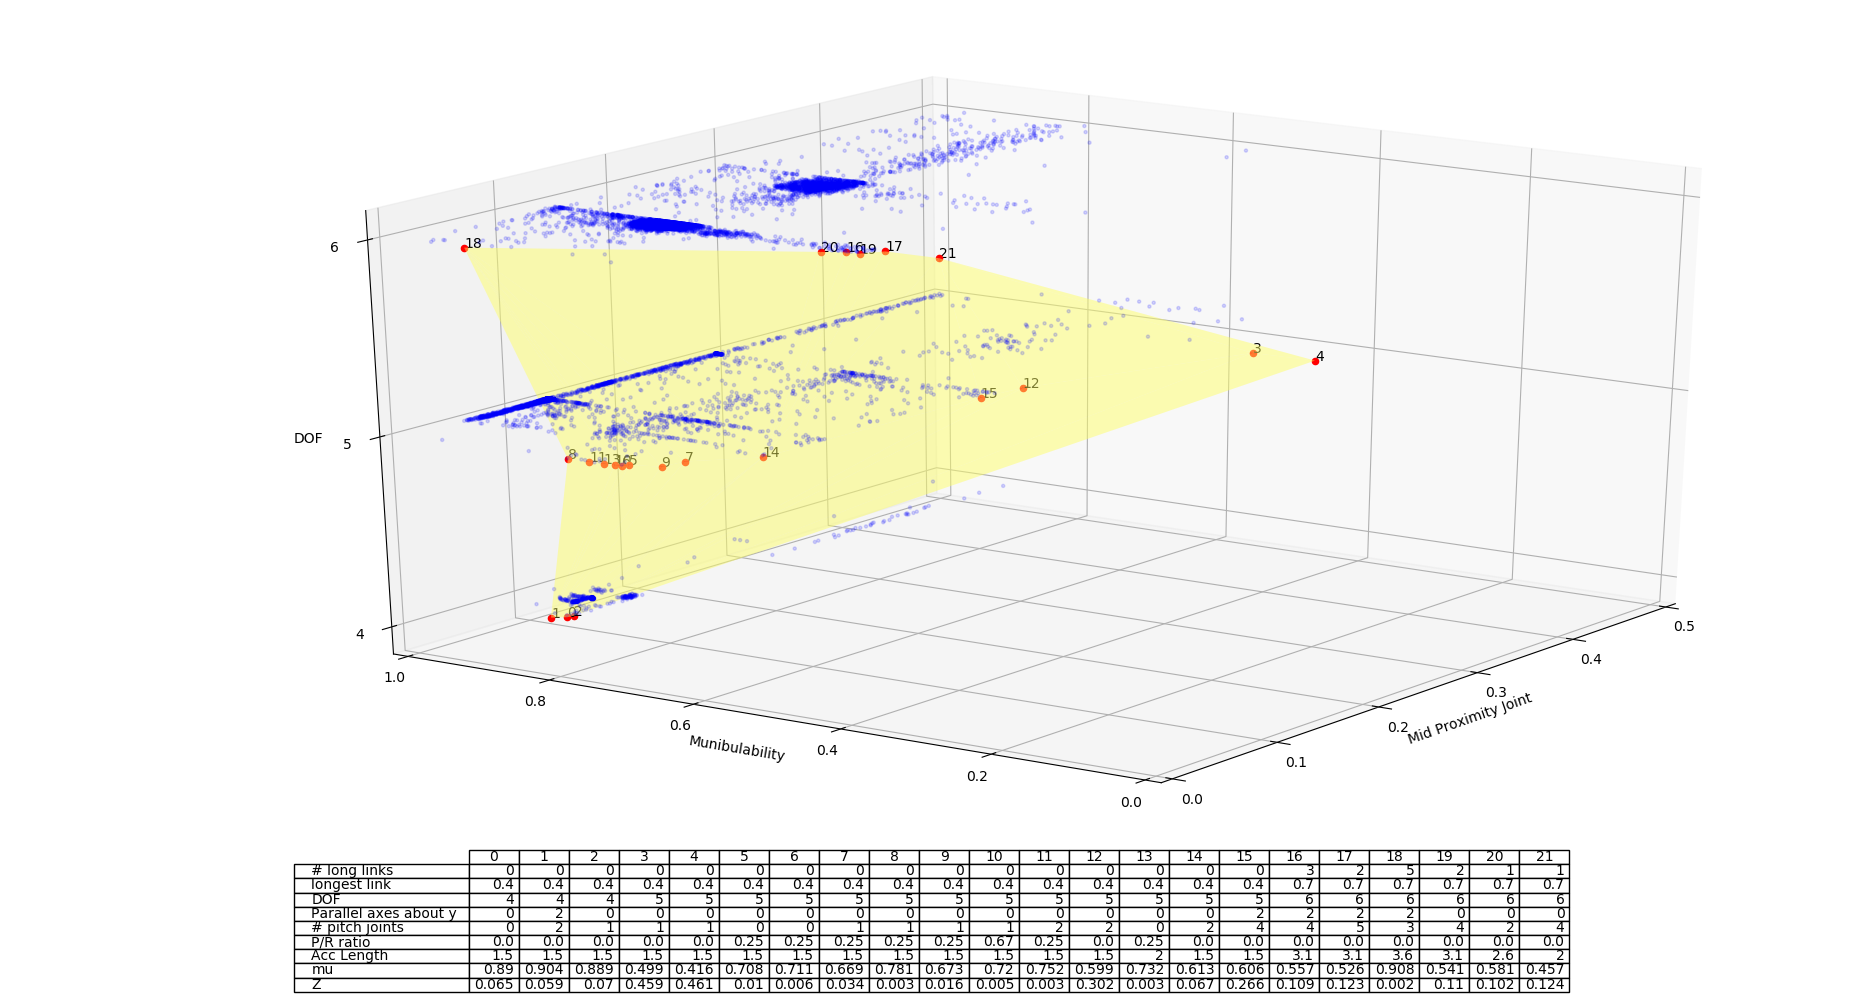 18
20
16
19
17
21
3
4
15
12
8
11
13
5
9
7
14
1
0
2
6
5
4
DOF
1.0
0.8
0.6
0.4
0.2
0.0
Munibulability
0.0
0.1
0.2
0.3
0.4
0.5
Mid Proximity Joint
0 1 2 3 4 5 6 7 8 9 10 11 12 13 14 15 16 17 18 19 20 21
# long links 0 0 0 0 0 0 0 0 0 0 0 0 0 0 0 0 3 2 5 2 1 1
longest link 0.4 0.4 0.4 0.4 0.4 0.4 0.4 0.4 0.4 0.4 0.4 0.4 0.4 0.4 0.4 0.4 0.7 0.7 0.7 0.7 0.7 0.7
DOF 4 4 4 5 5 5 5 5 5 5 5 5 5 5 5 5 6 6 6 6 6 6
Parallel axes about y 0 2 0 0 0 0 0 0 0 0 0 0 0 0 0 2 2 2 2 0 0 0
# pitch joints 0 2 1 1 1 0 0 1 1 1 1 2 2 0 2 4 4 5 3 4 2 4
P/R ratio 0.0 0.0 0.0 0.0 0.0 0.25 0.25 0.25 0.25 0.25 0.67 0.25 0.0 0.25 0.0 0.0 0.0 0.0 0.0 0.0 0.0 0.0
Acc Length 1.5 1.5 1.5 1.5 1.5 1.5 1.5 1.5 1.5 1.5 1.5 1.5 1.5 2 1.5 1.5 3.1 3.1 3.6 3.1 2.6 2
mu 0.89 0.904 0.889 0.499 0.416 0.708 0.711 0.669 0.781 0.673 0.72 0.752 0.599 0.732 0.613 0.606 0.557 0.526 0.908 0.541 0.581 0.457
Z 0.065 0.059 0.07 0.459 0.461 0.01 0.006 0.034 0.003 0.016 0.005 0.003 0.302 0.003 0.067 0.266 0.109 0.123 0.002 0.11 0.102 0.124